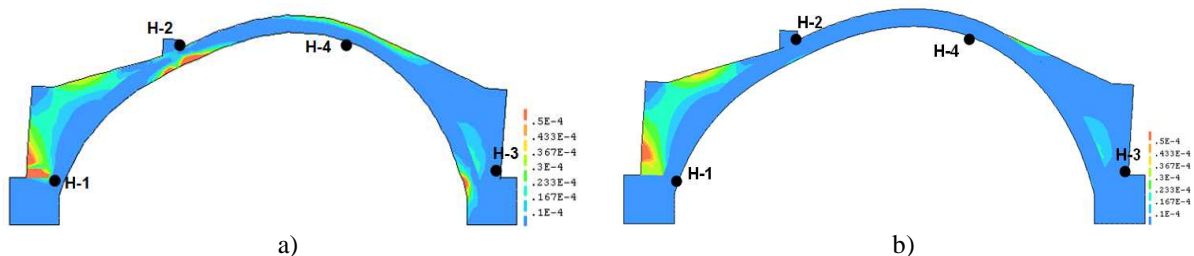 H-2
H-4
H-1
H-3
.5E-4
.433E-4
.367E-4
.3E-4
.233E-4
.167E-4
.1E-4
a)
H-2
H-4
H-1
H-3
.5E-4
.433E-4
.367E-4
.3E-4
.233E-4
.167E-4
.1E-4
b)